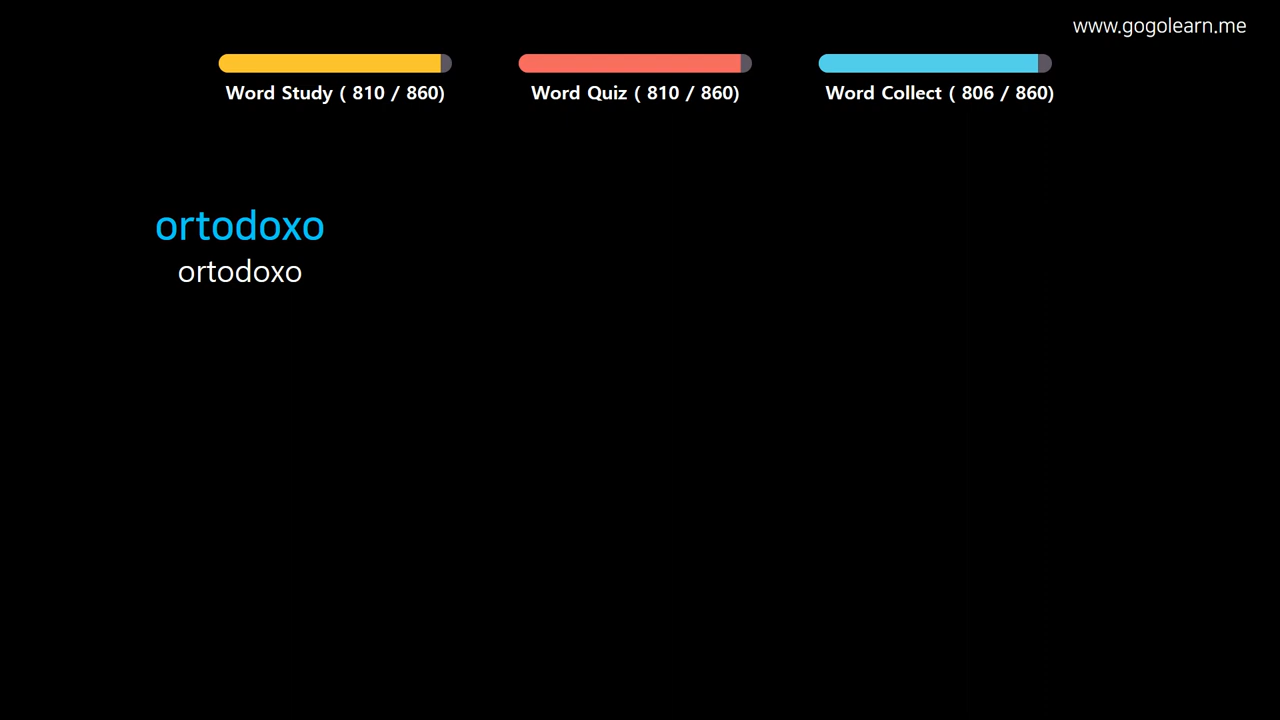 www.gogolearn.me
Word Study ( 810 / 860)
Word Quiz ( 810 / 860)
Word Collect ( 806 / 860)
ortodoxo
ortodoxo